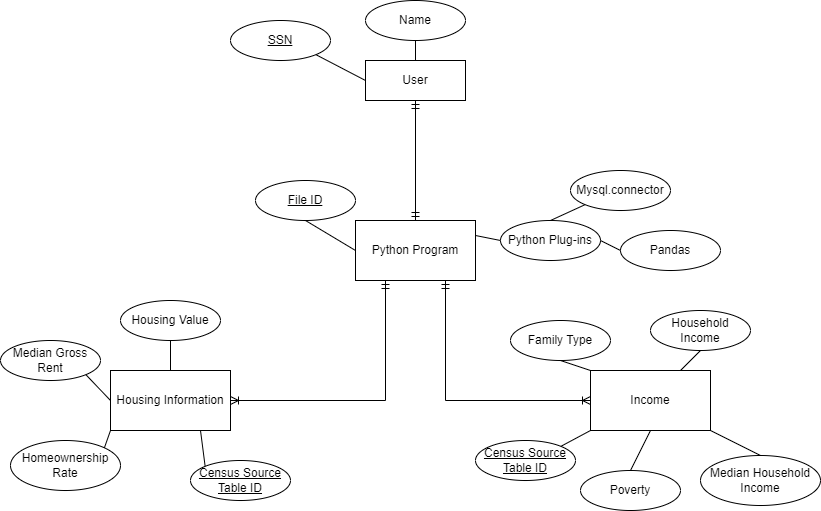 Name
SSN
User
File ID
Mysql.connector
Python Program
Python Plug-ins
Pandas
Housing Value
Median Gross
Rent
Housing Information
Homeownership
Rate
Census Source
Table ID
Family Type
Household
Income
Income
Census Source
Table ID
Poverty
Median Household
Income